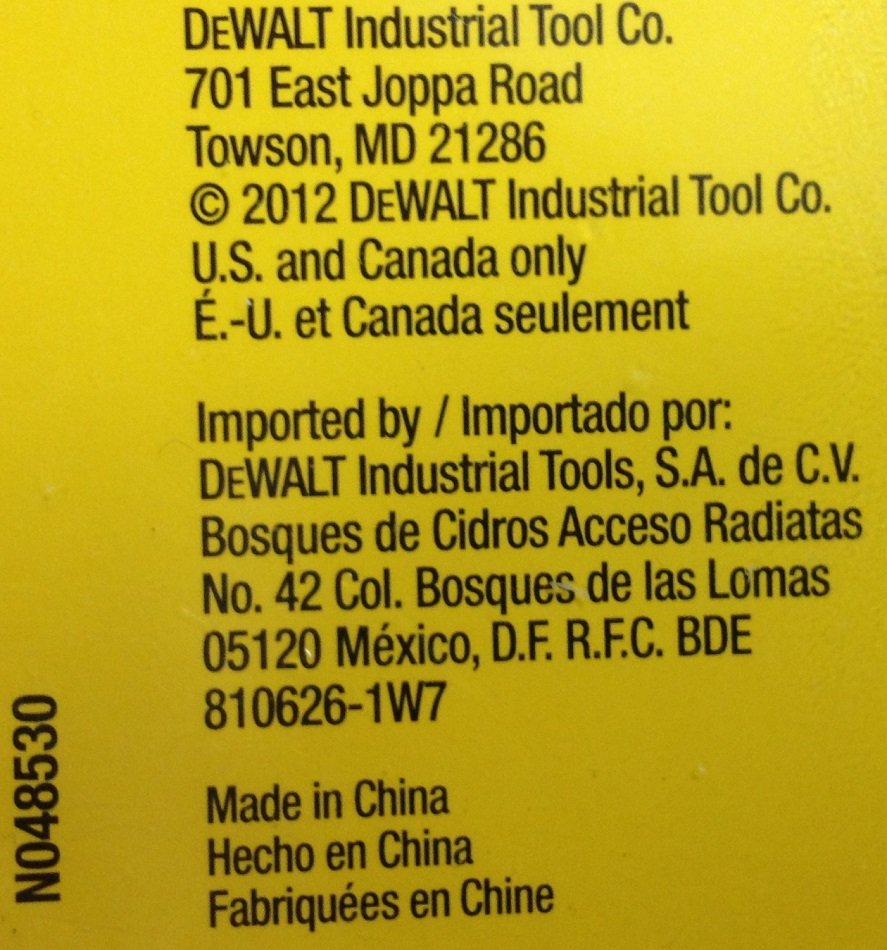 DEWALT Industrial Tool Co.
701 East Joppa Road
Towson, MD 21286
© 2012 DEWALT Industrial Tool Co.
U.S. and Canada only
É.-U. et Canada seulement
Imported by / Importado por:
DEWALT Industrial Tools, S.A. de C.V.
Bosques de Cidros Acceso Radiatas
No. 42 Col. Bosques de las Lomas
05120 México, D.F. R.F.C. BDE
810626-1W7
Made in China
Hecho en China
Fabriquées en Chine
N048530